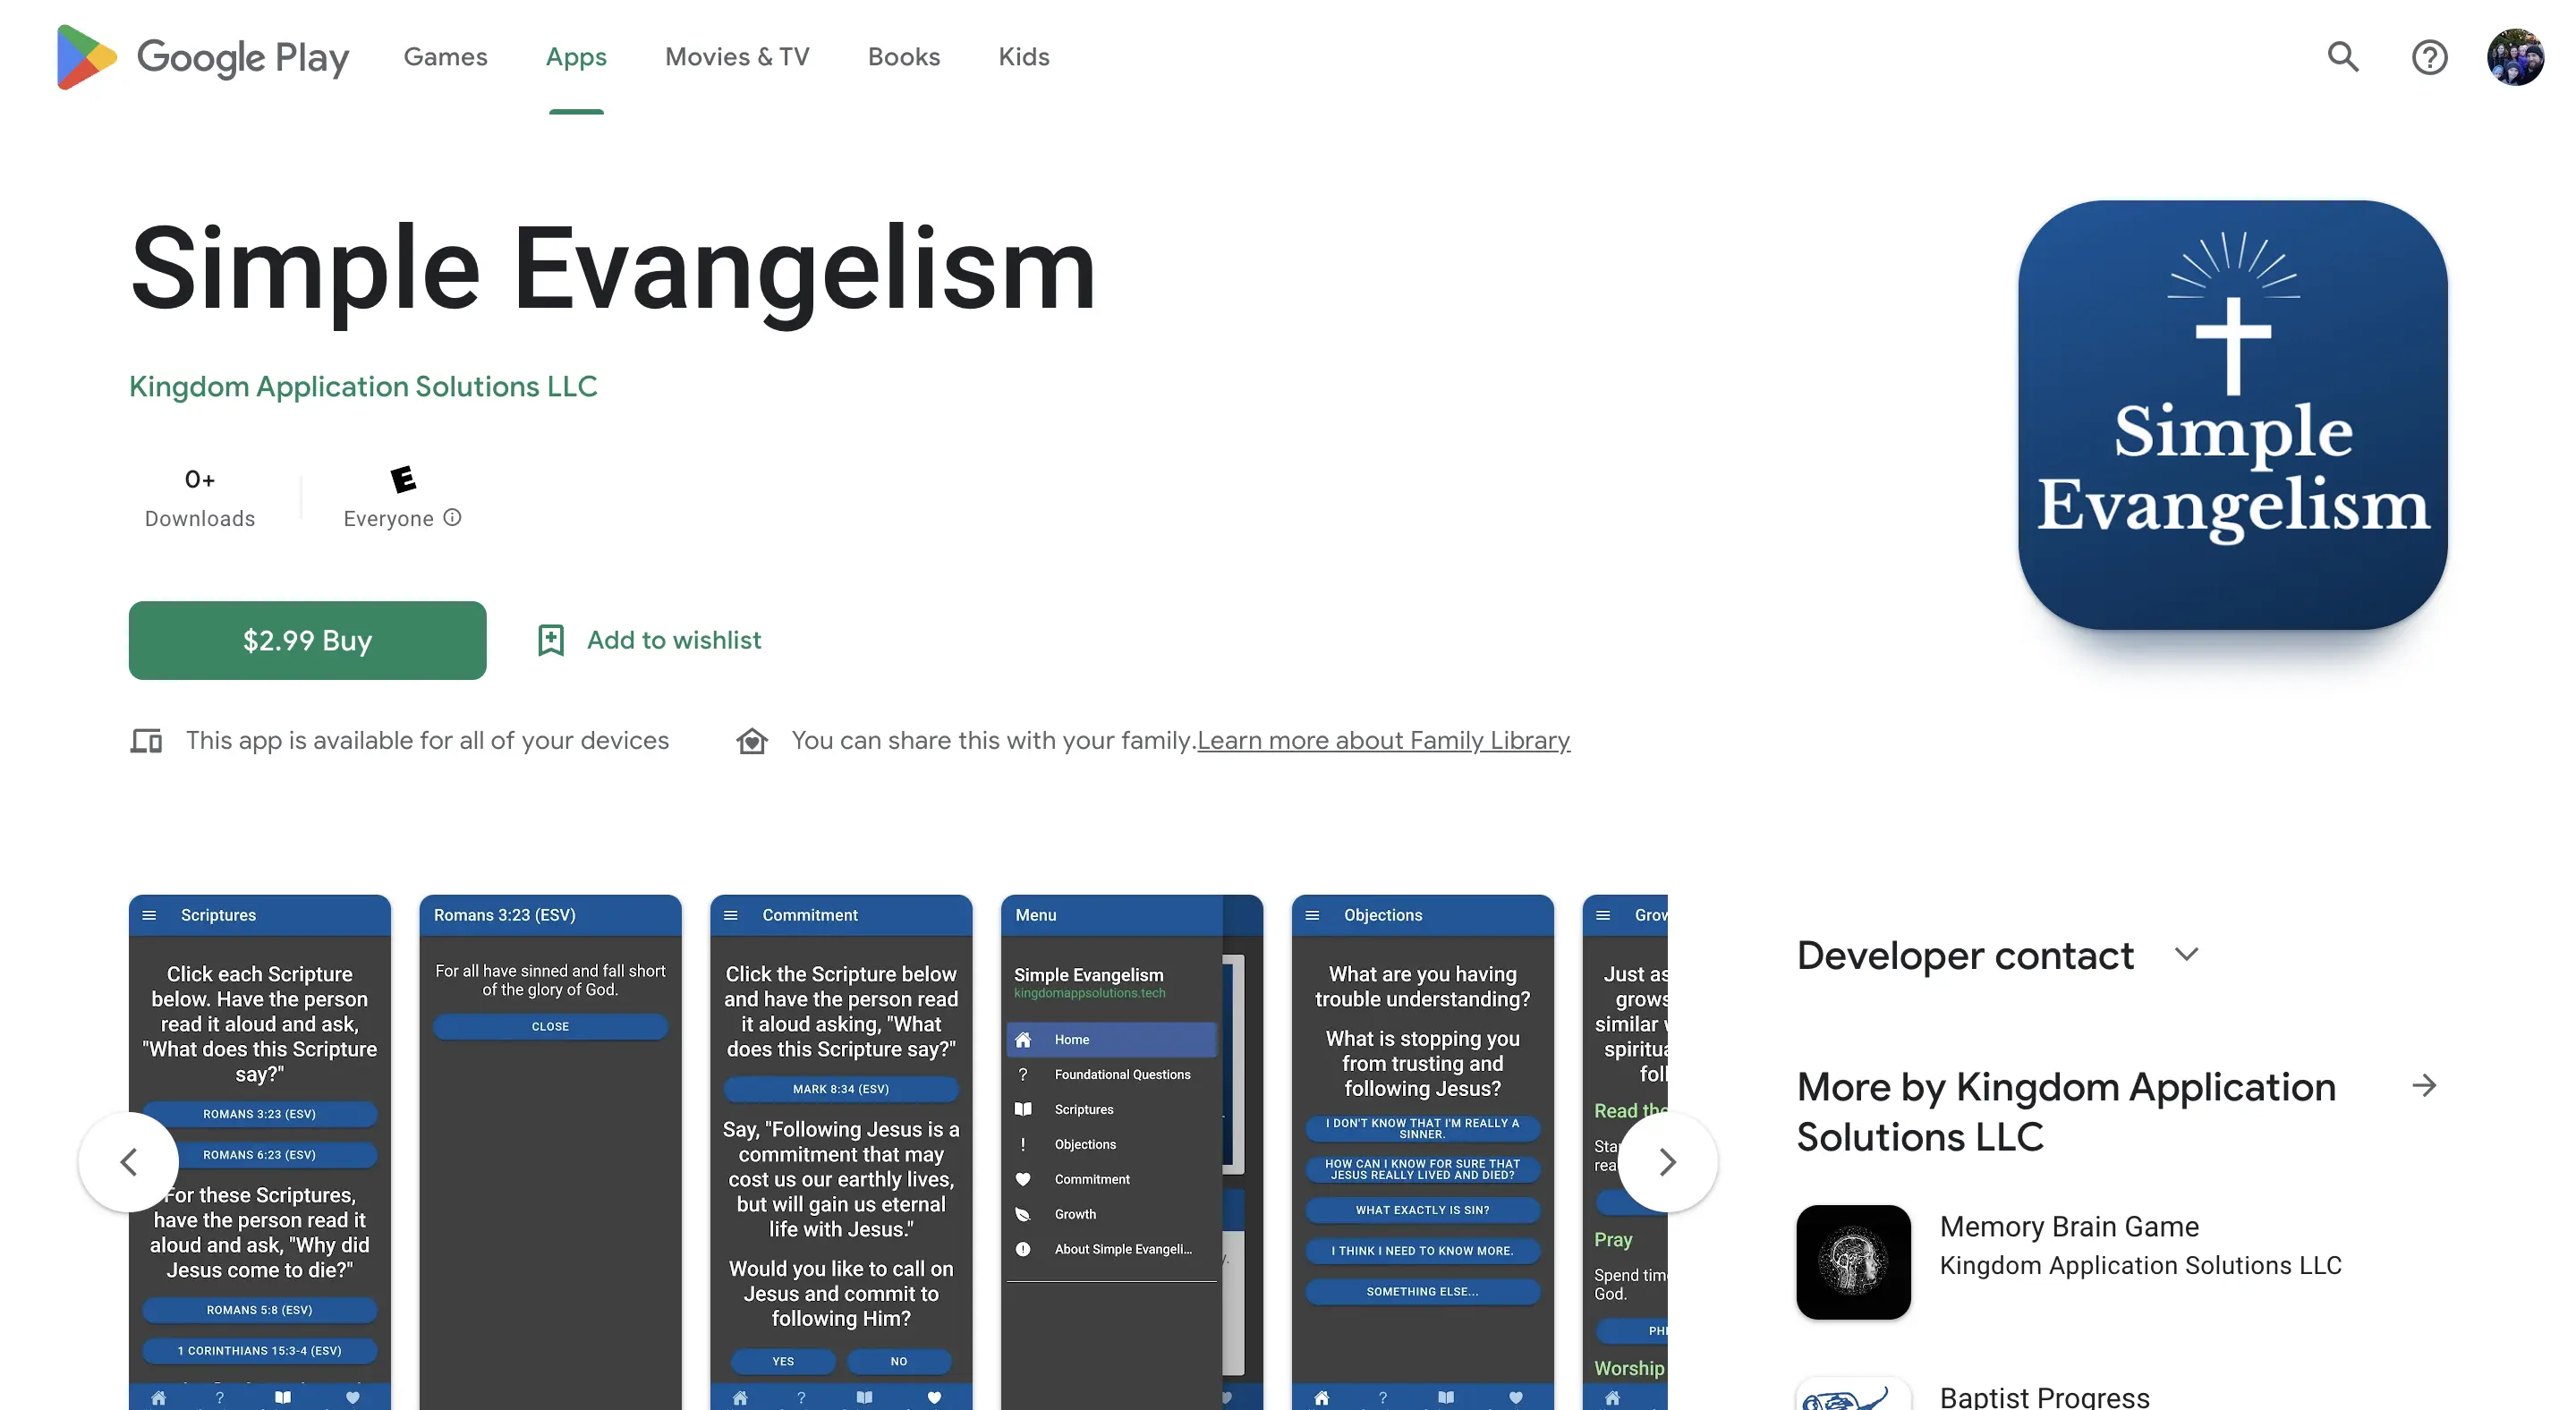 Google Play
Games
Apps
Movies & TV
Books
Kids
Simple Evangelism
Kingdom Application Solutions LLC
0+
Downloads
E
Everyone
$2.99 Buy
Add to wishlist
This app is available for all of your devices
You can share this with your family.Learn more about Family Library
Simple
Evangelism
Scriptures
Click each Scripture
below. Have the person
read it aloud and ask,
"What does this Scripture
say?"
ROMANS 3:23 (ESV)
ROMANS 6:23 (ESV)
For these Scriptures,
have the person read it
aloud and ask, "Why did
Jesus come to die?"
ROMANS 5:8 (ESV)
1 CORINTHIANS 15:3-4 (ESV)
Romans 3:23 (ESV)
For all have sinned and fall short
of the glory of God.
CLOSE
Commitment
Click the Scripture below
and have the person read
it aloud asking, "What
does this Scripture say?"
MARK 8:34 (ESV)
Say, "Following Jesus is a
commitment that may
cost us our earthly lives,
but will gain us eternal
life with Jesus."
Would you like to call on
Jesus and commit to
following Him?
YES
NO
Menu
Simple Evangelism
kingdomappsolutions.tech
Home
Foundational Questions
Scriptures
Objections
Commitment
Growth
About Simple Evangeli...
Objections
What are you having
trouble understanding?
What is stopping you
from trusting and
following Jesus?
I DON'T KNOW THAT I'M REALLY A
SINNER.
HOW CAN I KNOW FOR SURE THAT
JESUS REALLY LIVED AND DIED?
WHAT EXACTLY IS SIN?
I THINK I NEED TO KNOW MORE.
SOMETHING ELSE...
Just as
grows
similar
Read the
Pray
Spend tim
God.
Worship
Developer contact
More by Kingdom Application
Solutions LLC
Memory Brain Game
Kingdom Application Solutions LLC
Baptist Progress